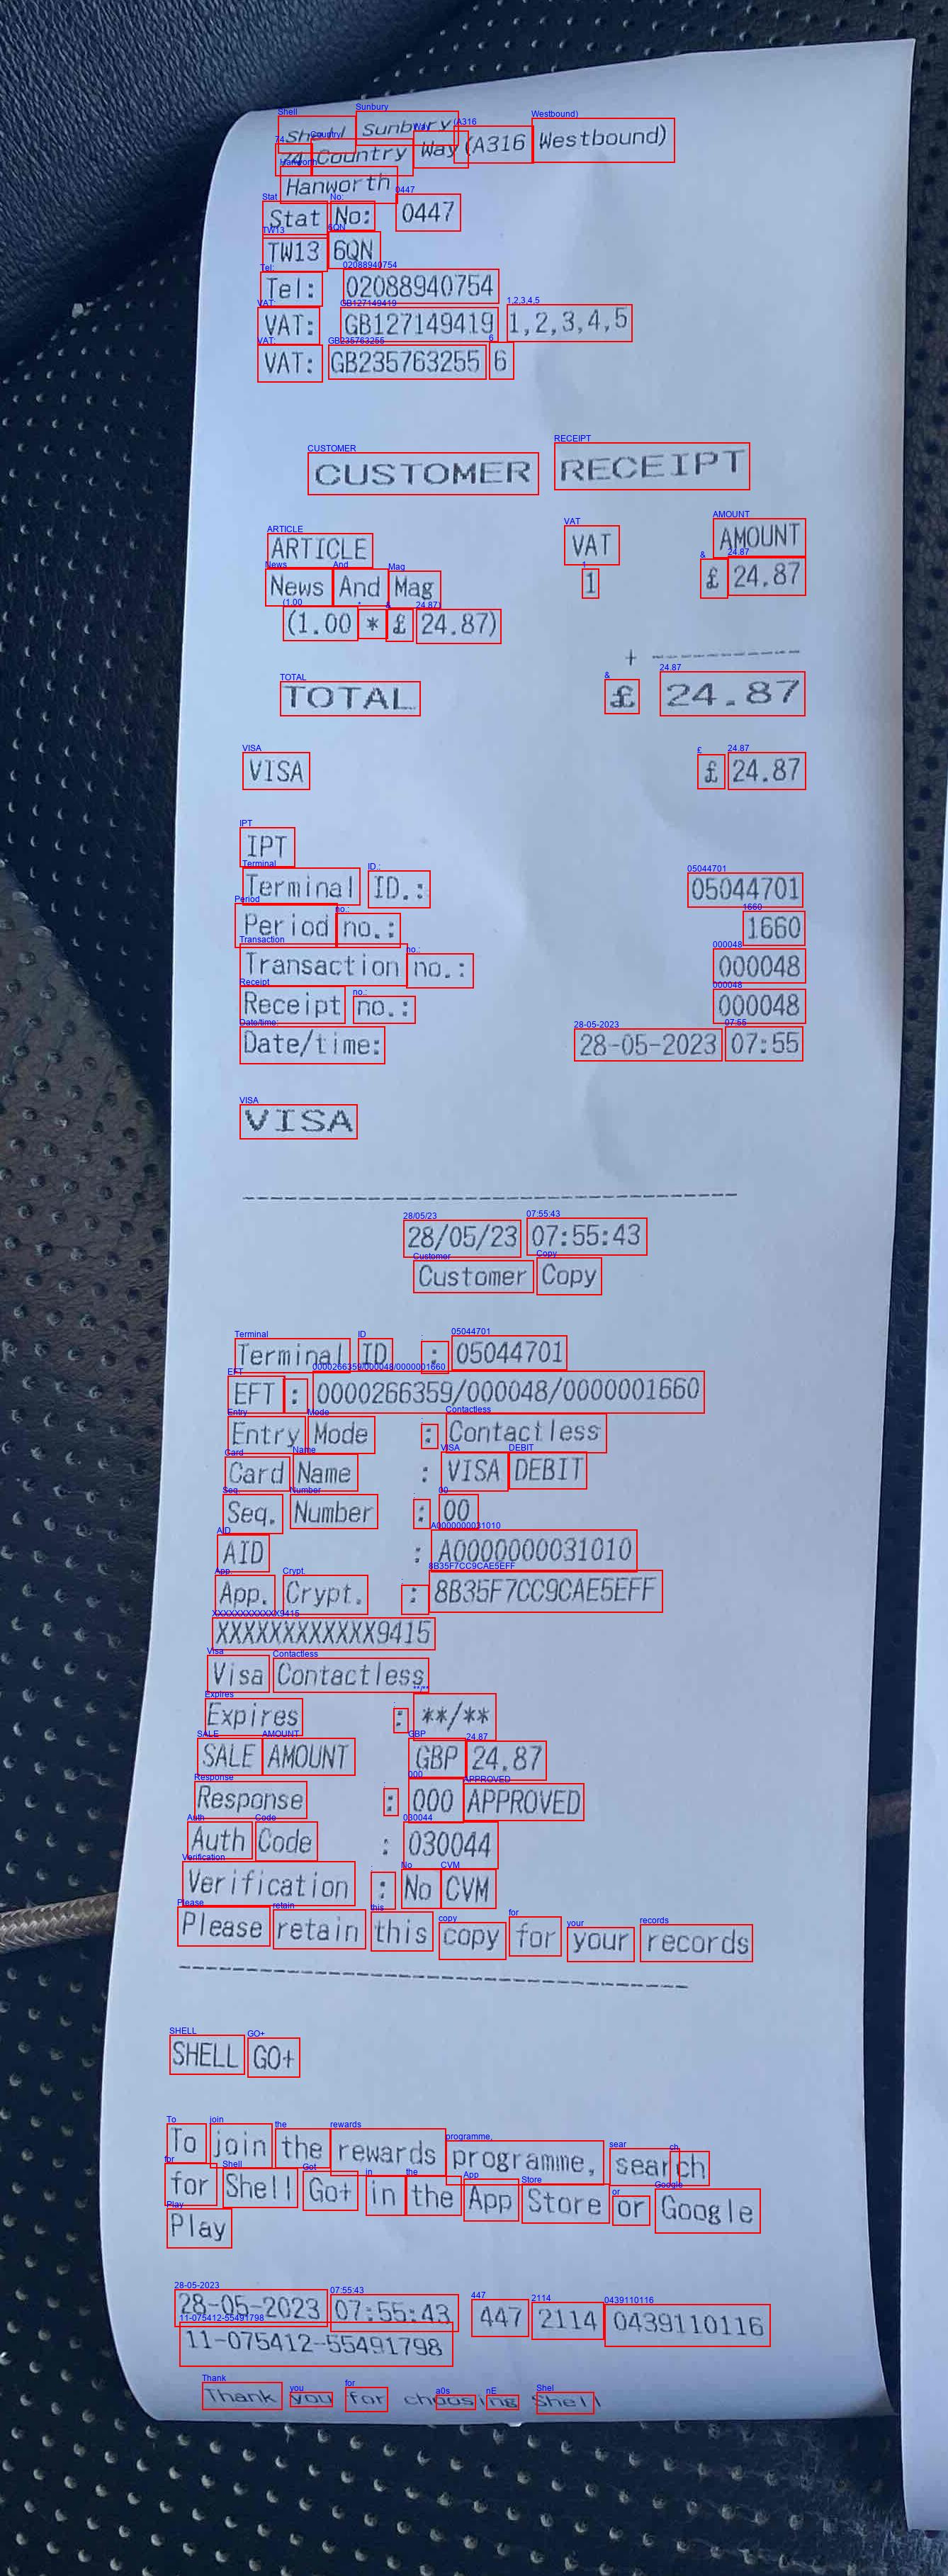 Shell Sunbury
74 Country Way (A316 Westbound)
Hanworth
Stat No: 0447
TW13 6QN
Tel: 02088940754
VAT: GB127149419 1,2,3,4,5
VAT: GB235763255 6
CUSTOMER RECEIPT
ARTICLE VAT AMOUNT
News And Mag 1 £ 24.87
(1.00 * £ 24.87)
+ ------------
TOTAL £ 24.87
VISA £ 24.87
IPT
Terminal ID.: 05044701
Period no.: 1660
Transaction no.: 000048
Receipt no.: 000048
Date/time: 28-05-2023 07:55
VISA
28/05/23 07:55:43
Customer Copy
Terminal ID : 05044701
EFT : 0000266359/000048/0000001660
Entry Mode : Contactless
Card Name : VISA DEBIT
Seq. Number : 00
AID : A0000000031010
App. Crypt. : 8B35F7CC9CAE5EFF
XXXXXXXXXXXX9415
Visa Contactless
Expires : **/**
SALE AMOUNT GBP 24.87
Response : 000 APPROVED
Auth Code : 030044
Verification : No CVM
Please retain this copy for your records
SHELL GO+
To join the rewards programme, search
for Shell Go+ in the App Store or Google
Play
28-05-2023 07:55:43 447 2114 0439110116
11-075412-55491798
Thank you for choosing Shell